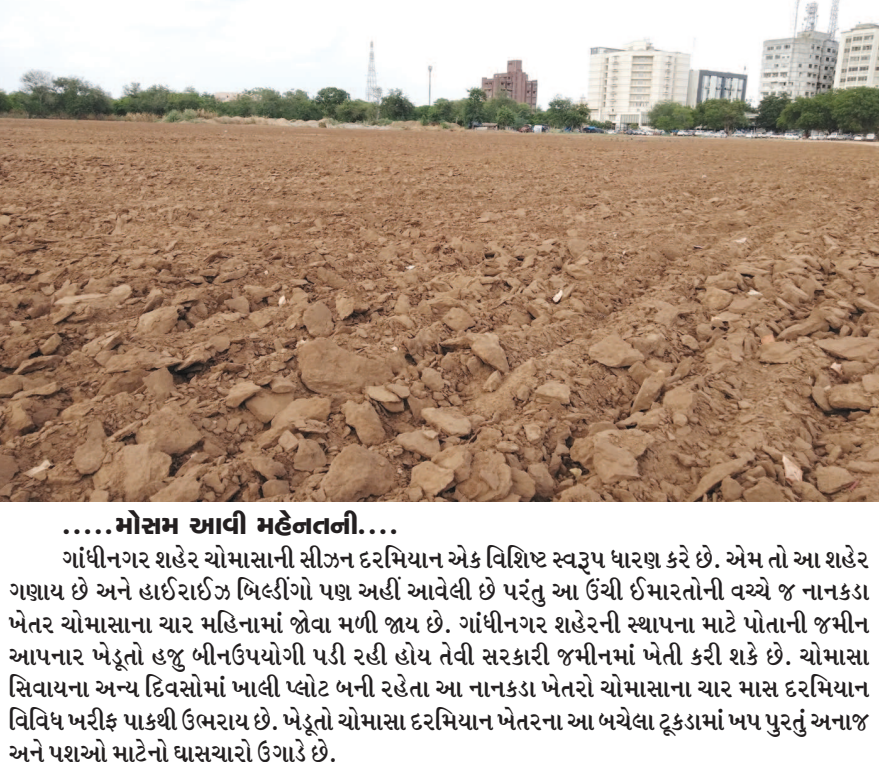 .....મોસમ આવી મહેનતની....
ગાંધીનગર શહેર ચોમાસાની સીઝન દરમિયાન એક વિશિષ્ટ સ્વરૂપ ધારણ કરે છે. એમ તો આ શહેર
ગણાય છે અને હાઈરાઈઝ બિલ્ડીંગો પણ અહીં આવેલી છે પરંતુ આ ઉંચી ઈમારતોની વચ્ચે જ નાનકડા
ખેતર ચોમાસાના ચાર મહિનામાં જોવા મળી જાય છે. ગાંધીનગર શહેરની સ્થાપના માટે પોતાની જમીન
આપનાર ખેડૂતો હજુ બીનઉપયોગી પડી રહી હોય તેવી સરકારી જમીનમાં ખેતી કરી શકે છે. ચોમાસા
સિવાયના અન્ય દિવસોમાં ખાલી પ્લોટ બની રહેતા આ નાનકડા ખેતરો ચોમાસાના ચાર માસ દરમિયાન
વિવિધ ખરીફ પાકથી ઉભરાય છે. ખેડૂતો ચોમાસા દરમિયાન ખેતરના આ બચેલા ટૂકડામાં ખપ પુરતું અનાજ
અને પશઓ માટેનો ઘાસચારો ઉગાડે છે.